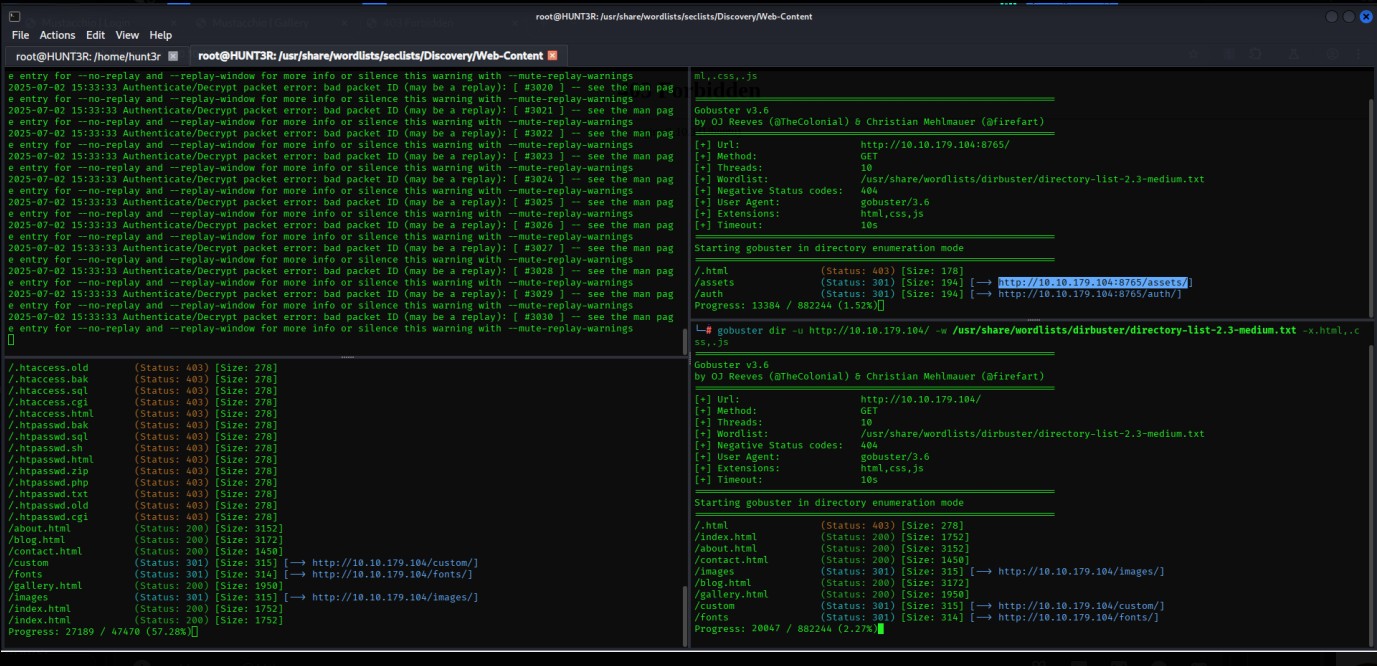 root@HUNT3R: /usr/share/wordlists/seclists/Discovery/Web-Content
File Actions Edit View Help
root@HUNT3R: /home/hunt3r
root@HUNT3R: /usr/share/wordlists/seclists/Discovery/Web-Content
e entry for --no-replay and --replay-window for more info or silence this warning with --mute-replay-warnings
2025-07-02 15:33:33 Authenticate/Decrypt packet error: bad packet ID (may be a replay): [ #3020 ] -- see the man pag
e entry for --no-replay and --replay-window for more info or silence this warning with --mute-replay-warnings
2025-07-02 15:33:33 Authenticate/Decrypt packet error: bad packet ID (may be a replay): [ #3021 ] -- see the man pag
e entry for --no-replay and --replay-window for more info or silence this warning with --mute-replay-warnings
2025-07-02 15:33:33 Authenticate/Decrypt packet error: bad packet ID (may be a replay): [ #3022 ] -- see the man pag
e entry for --no-replay and --replay-window for more info or silence this warning with --mute-replay-warnings
2025-07-02 15:33:33 Authenticate/Decrypt packet error: bad packet ID (may be a replay): [ #3023 ] -- see the man pag
e entry for --no-replay and --replay-window for more info or silence this warning with --mute-replay-warnings
2025-07-02 15:33:33 Authenticate/Decrypt packet error: bad packet ID (may be a replay): [ #3024 ] -- see the man pag
e entry for --no-replay and --replay-window for more info or silence this warning with --mute-replay-warnings
2025-07-02 15:33:33 Authenticate/Decrypt packet error: bad packet ID (may be a replay): [ #3025 ] -- see the man pag
e entry for --no-replay and --replay-window for more info or silence this warning with --mute-replay-warnings
2025-07-02 15:33:33 Authenticate/Decrypt packet error: bad packet ID (may be a replay): [ #3026 ] -- see the man pag
e entry for --no-replay and --replay-window for more info or silence this warning with --mute-replay-warnings
2025-07-02 15:33:33 Authenticate/Decrypt packet error: bad packet ID (may be a replay): [ #3027 ] -- see the man pag
e entry for --no-replay and --replay-window for more info or silence this warning with --mute-replay-warnings
2025-07-02 15:33:33 Authenticate/Decrypt packet error: bad packet ID (may be a replay): [ #3028 ] -- see the man pag
e entry for --no-replay and --replay-window for more info or silence this warning with --mute-replay-warnings
2025-07-02 15:33:33 Authenticate/Decrypt packet error: bad packet ID (may be a replay): [ #3029 ] -- see the man pag
e entry for --no-replay and --replay-window for more info or silence this warning with --mute-replay-warnings
2025-07-02 15:33:33 Authenticate/Decrypt packet error: bad packet ID (may be a replay): [ #3030 ] -- see the man pag
e entry for --no-replay and --replay-window for more info or silence this warning with --mute-replay-warnings
/.htaccess.old (Status: 403) [Size: 278]
/.htaccess.bak (Status: 403) [Size: 278]
/.htaccess.sql (Status: 403) [Size: 278]
/.htaccess.cgi (Status: 403) [Size: 278]
/.htaccess.html (Status: 403) [Size: 278]
/.htpasswd.bak (Status: 403) [Size: 278]
/.htpasswd.sql (Status: 403) [Size: 278]
/.htpasswd.sh (Status: 403) [Size: 278]
/.htpasswd.html (Status: 403) [Size: 278]
/.htpasswd.zip (Status: 403) [Size: 278]
/.htpasswd.php (Status: 403) [Size: 278]
/.htpasswd.txt (Status: 403) [Size: 278]
/.htpasswd.old (Status: 403) [Size: 278]
/.htpasswd.cgi (Status: 403) [Size: 278]
/about.html (Status: 200) [Size: 3152]
/blog.html (Status: 200) [Size: 3172]
/contact.html (Status: 200) [Size: 1450]
/custom (Status: 301) [Size: 315] [--> http://10.10.179.104/custom/]
/fonts (Status: 301) [Size: 314] [--> http://10.10.179.104/fonts/]
/gallery.html (Status: 200) [Size: 1950]
/images (Status: 301) [Size: 315] [--> http://10.10.179.104/images/]
/index.html (Status: 200) [Size: 1752]
/index.html (Status: 200) [Size: 1752]
Progress: 27189 / 47470 (57.28%)
ml,.css,.js
Gobuster v3.6
by OJ Reeves (@TheColonial) & Christian Mehlmauer (@firefart)
[+] Url: http://10.10.179.104:8765/
[+] Method: GET
[+] Threads: 10
[+] Wordlist: /usr/share/wordlists/dirbuster/directory-list-2.3-medium.txt
[+] Negative Status codes: 404
[+] User Agent: gobuster/3.6
[+] Extensions: html,css,js
[+] Timeout: 10s
Starting gobuster in directory enumeration mode
/.html (Status: 403) [Size: 178]
/assets (Status: 301) [Size: 194] [--> http://10.10.179.104:8765/assets/]
/auth (Status: 301) [Size: 194] [--> http://10.10.179.104:8765/auth/]
Progress: 13384 / 882244 (1.52%)
└─# gobuster dir -u http://10.10.179.104/ -w /usr/share/wordlists/dirbuster/directory-list-2.3-medium.txt -x.html,.c
ss,.js
Gobuster v3.6
by OJ Reeves (@TheColonial) & Christian Mehlmauer (@firefart)
[+] Url: http://10.10.179.104/
[+] Method: GET
[+] Threads: 10
[+] Wordlist: /usr/share/wordlists/dirbuster/directory-list-2.3-medium.txt
[+] Negative Status codes: 404
[+] User Agent: gobuster/3.6
[+] Extensions: html,css,js
[+] Timeout: 10s
Starting gobuster in directory enumeration mode
/.html (Status: 403) [Size: 278]
/index.html (Status: 200) [Size: 1752]
/about.html (Status: 200) [Size: 3152]
/contact.html (Status: 200) [Size: 1450]
/images (Status: 301) [Size: 315] [--> http://10.10.179.104/images/]
/blog.html (Status: 200) [Size: 3172]
/gallery.html (Status: 200) [Size: 1950]
/custom (Status: 301) [Size: 315] [--> http://10.10.179.104/custom/]
/fonts (Status: 301) [Size: 314] [--> http://10.10.179.104/fonts/]
Progress: 20047 / 882244 (2.27%)